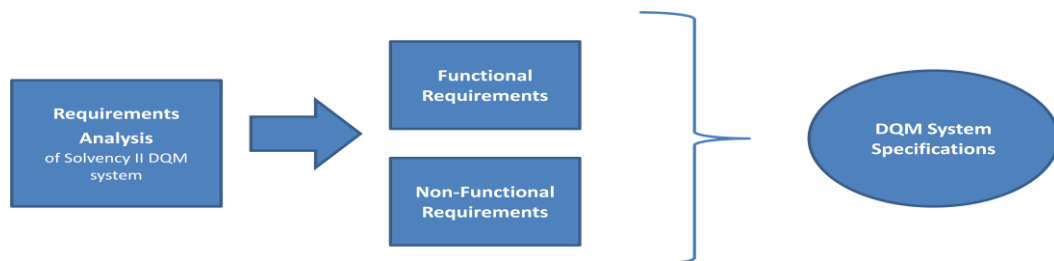 Requirements
Analysis
of Solvency II DQM
system
Functional
Requirements
Non-Functional
Requirements
DQM System
Specifications